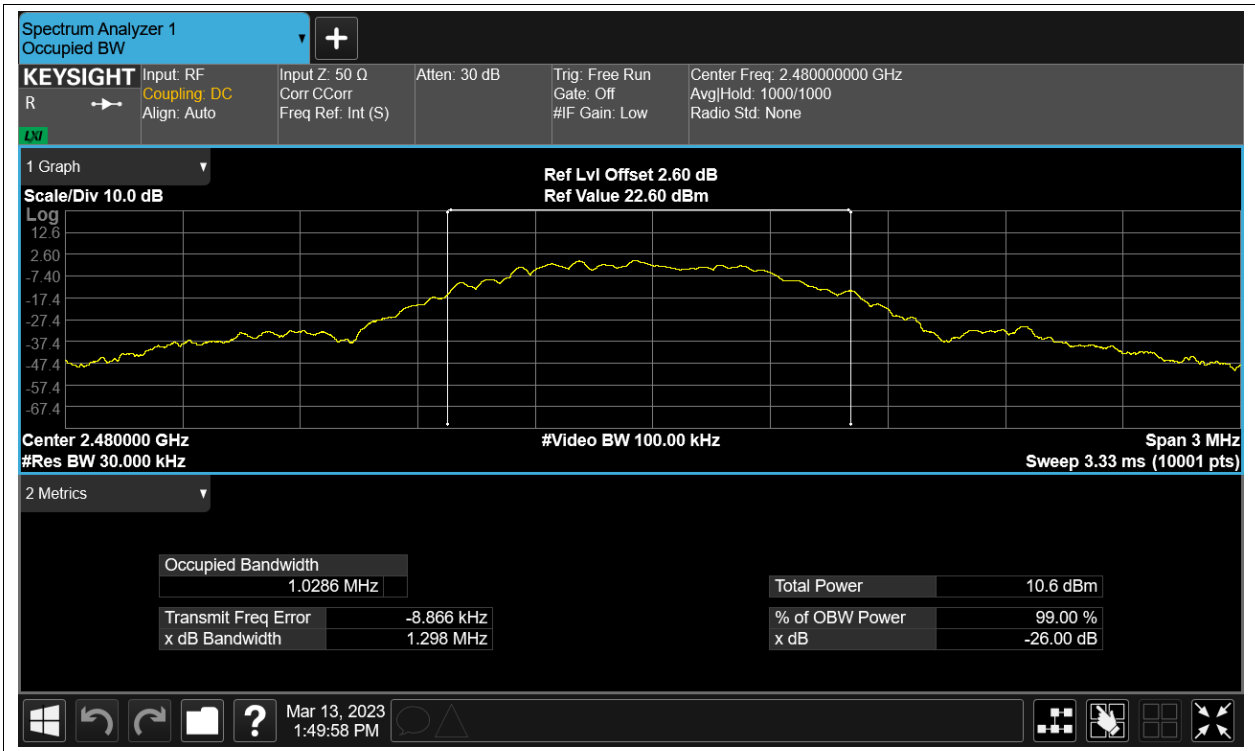 Spectrum Analyzer 1
Occupied BW
KEYSIGHT
R
LXI
Input: RF
Coupling: DC
Align: Auto
Input Z: 50 Ω
Corr CCorr
Freq Ref: Int (S)
Atten: 30 dB
Trig: Free Run
Gate: Off
#IF Gain: Low
Center Freq: 2.480000000 GHz
Avg|Hold: 1000/1000
Radio Std: None
1 Graph
Scale/Div 10.0 dB
Ref Lvl Offset 2.60 dB
Ref Value 22.60 dBm
Log
12.6
2.60
-7.40
-17.4
-27.4
-37.4
-47.4
-57.4
-67.4
Center 2.480000 GHz
#Video BW 100.00 kHz
Span 3 MHz
#Res BW 30.000 kHz
Sweep 3.33 ms (10001 pts)
2 Metrics
Occupied Bandwidth
1.0286 MHz
Total Power 10.6 dBm
Transmit Freq Error -8.866 kHz
% of OBW Power 99.00 %
x dB Bandwidth 1.298 MHz
x dB -26.00 dB
?
Mar 13, 2023
1:49:58 PM